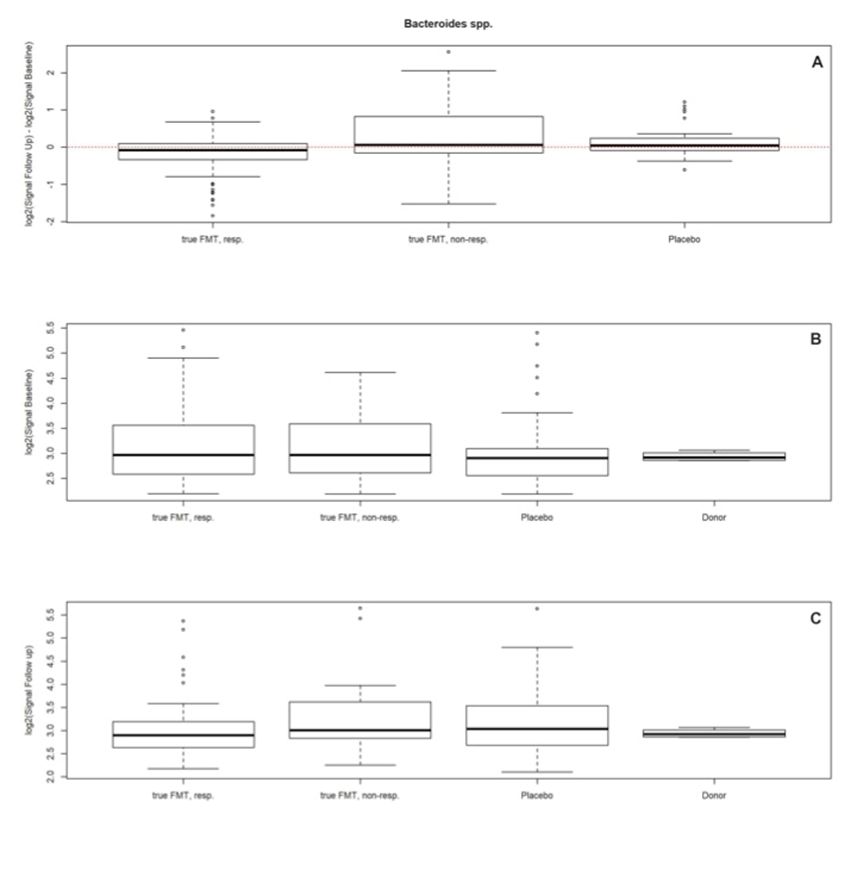 Bacteroides spp.
A
log2(Signal Follow Up) - log2(Signal Baseline)
2
1
0
-1
-2
true FMT, resp. true FMT, non-resp. Placebo
B
log2(Signal Baseline)
5.5
5.0
4.5
4.0
3.5
3.0
2.5
true FMT, resp. true FMT, non-resp. Placebo Donor
C
log2(Signal Follow up)
5.5
5.0
4.5
4.0
3.5
3.0
2.5
2.0
true FMT, resp. true FMT, non-resp. Placebo Donor